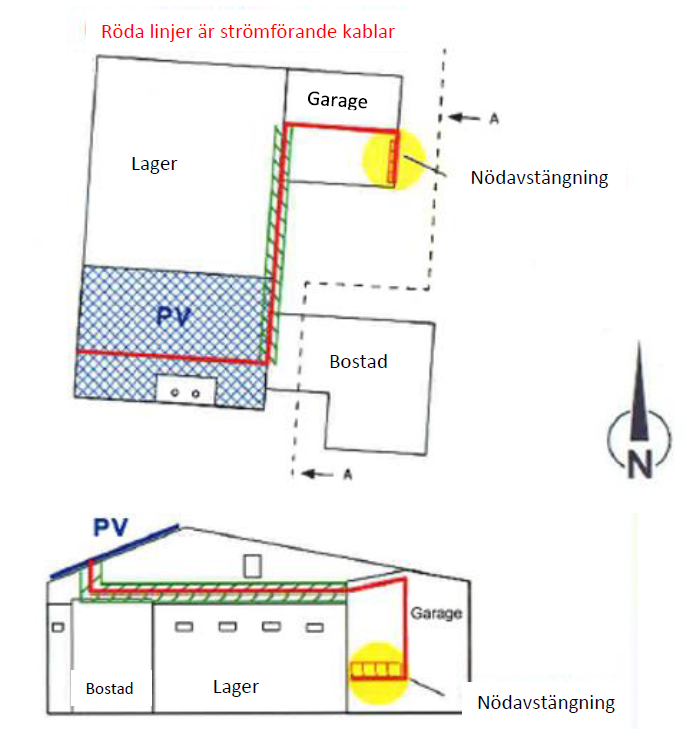 Röda linjer är strömförande kablar
Garage
A
Lager
Nödavstängning
PV
Bostad
N
A
PV
Garage
Bostad
Lager
Nödavstängning